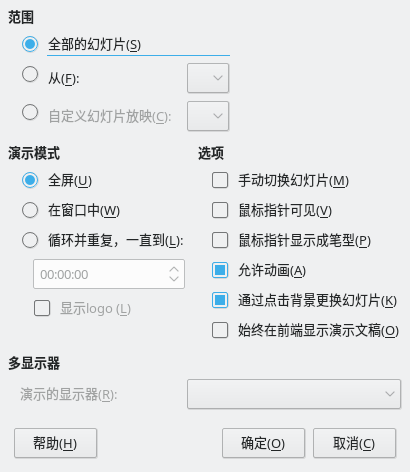 范围
全部的幻灯片(S)
从(F):
自定义幻灯片放映(C):
演示模式
选项
全屏(U)
手动切换幻灯片(M)
在窗口中(W)
鼠标指针可见(V)
循环并重复，一直到(L):
鼠标指针显示成笔型(P)
00:00:00
允许动画(A)
显示logo (L)
通过点击背景更换幻灯片(K)
始终在前端显示演示文稿(O)
多显示器
演示的显示器(R):
帮助(H)
确定(O)
取消(C)